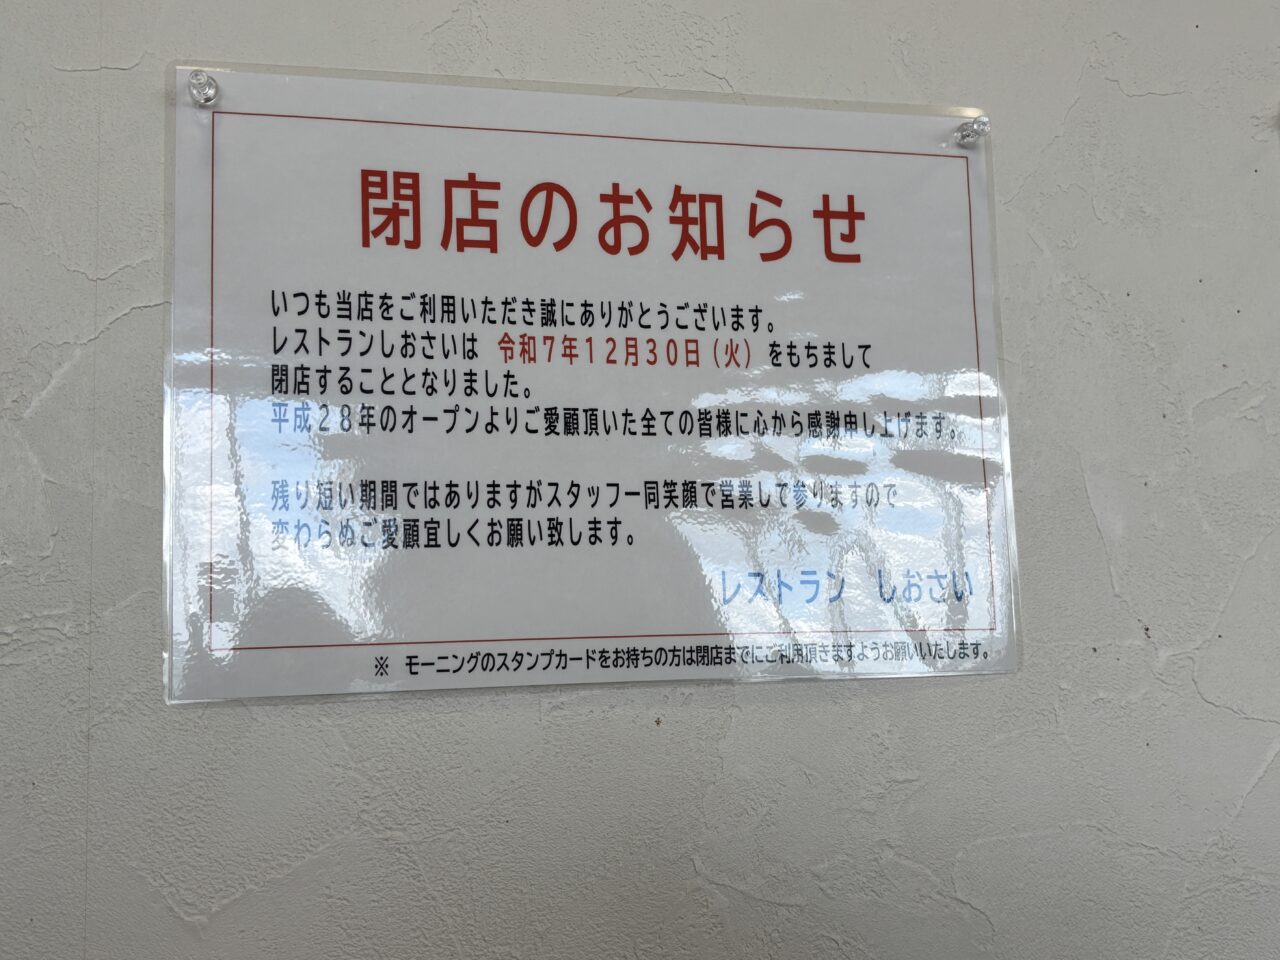 閉店のお知らせ
いつも当店をご利用いただき誠にありがとうございます。
レストランしおさいは 令和7年12月30日（火）をもちまして
閉店することとなりました。
平成28年のオープンよりご愛顧頂いた全ての皆様に心から感謝申し上げます。
残り短い期間ではありますがスタッフ一同笑顔で営業して参りますので
変わらぬご愛顧宜しくお願い致します。
レストラン　しおさい
※　モーニングのスタンプカードをお持ちの方は閉店までにご利用頂きますようお願いいたします。